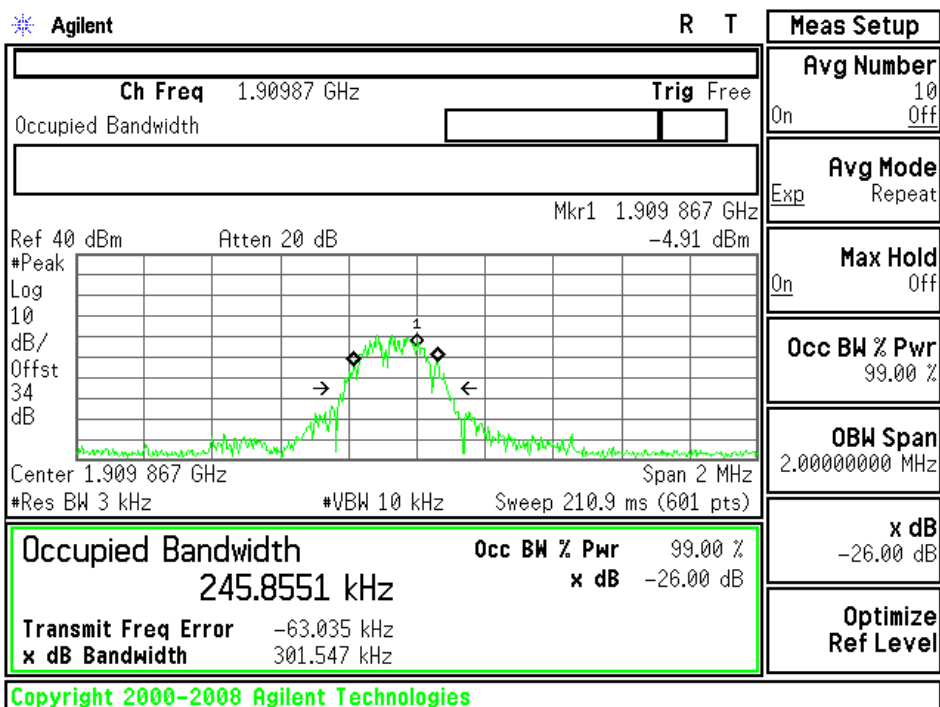 Agilent R T
Ch Freq 1.90987 GHz Trig Free
Occupied Bandwidth
Mkr1 1.909 867 GHz
Ref 40 dBm Atten 20 dB -4.91 dBm
#Peak
Log
10
dB/
Offst
34
dB
1
Center 1.909 867 GHz Span 2 MHz
#Res BW 3 kHz #VBW 10 kHz Sweep 210.9 ms (601 pts)
Occupied Bandwidth
245.8551 kHz
Occ BW % Pwr 99.00 %
x dB -26.00 dB
Transmit Freq Error -63.035 kHz
x dB Bandwidth 301.547 kHz
Copyright 2000-2008 Agilent Technologies
Meas Setup
Avg Number
10
On Off
Avg Mode
Exp Repeat
Max Hold
On Off
Occ BW % Pwr
99.00 %
OBW Span
2.00000000 MHz
x dB
-26.00 dB
Optimize
Ref Level